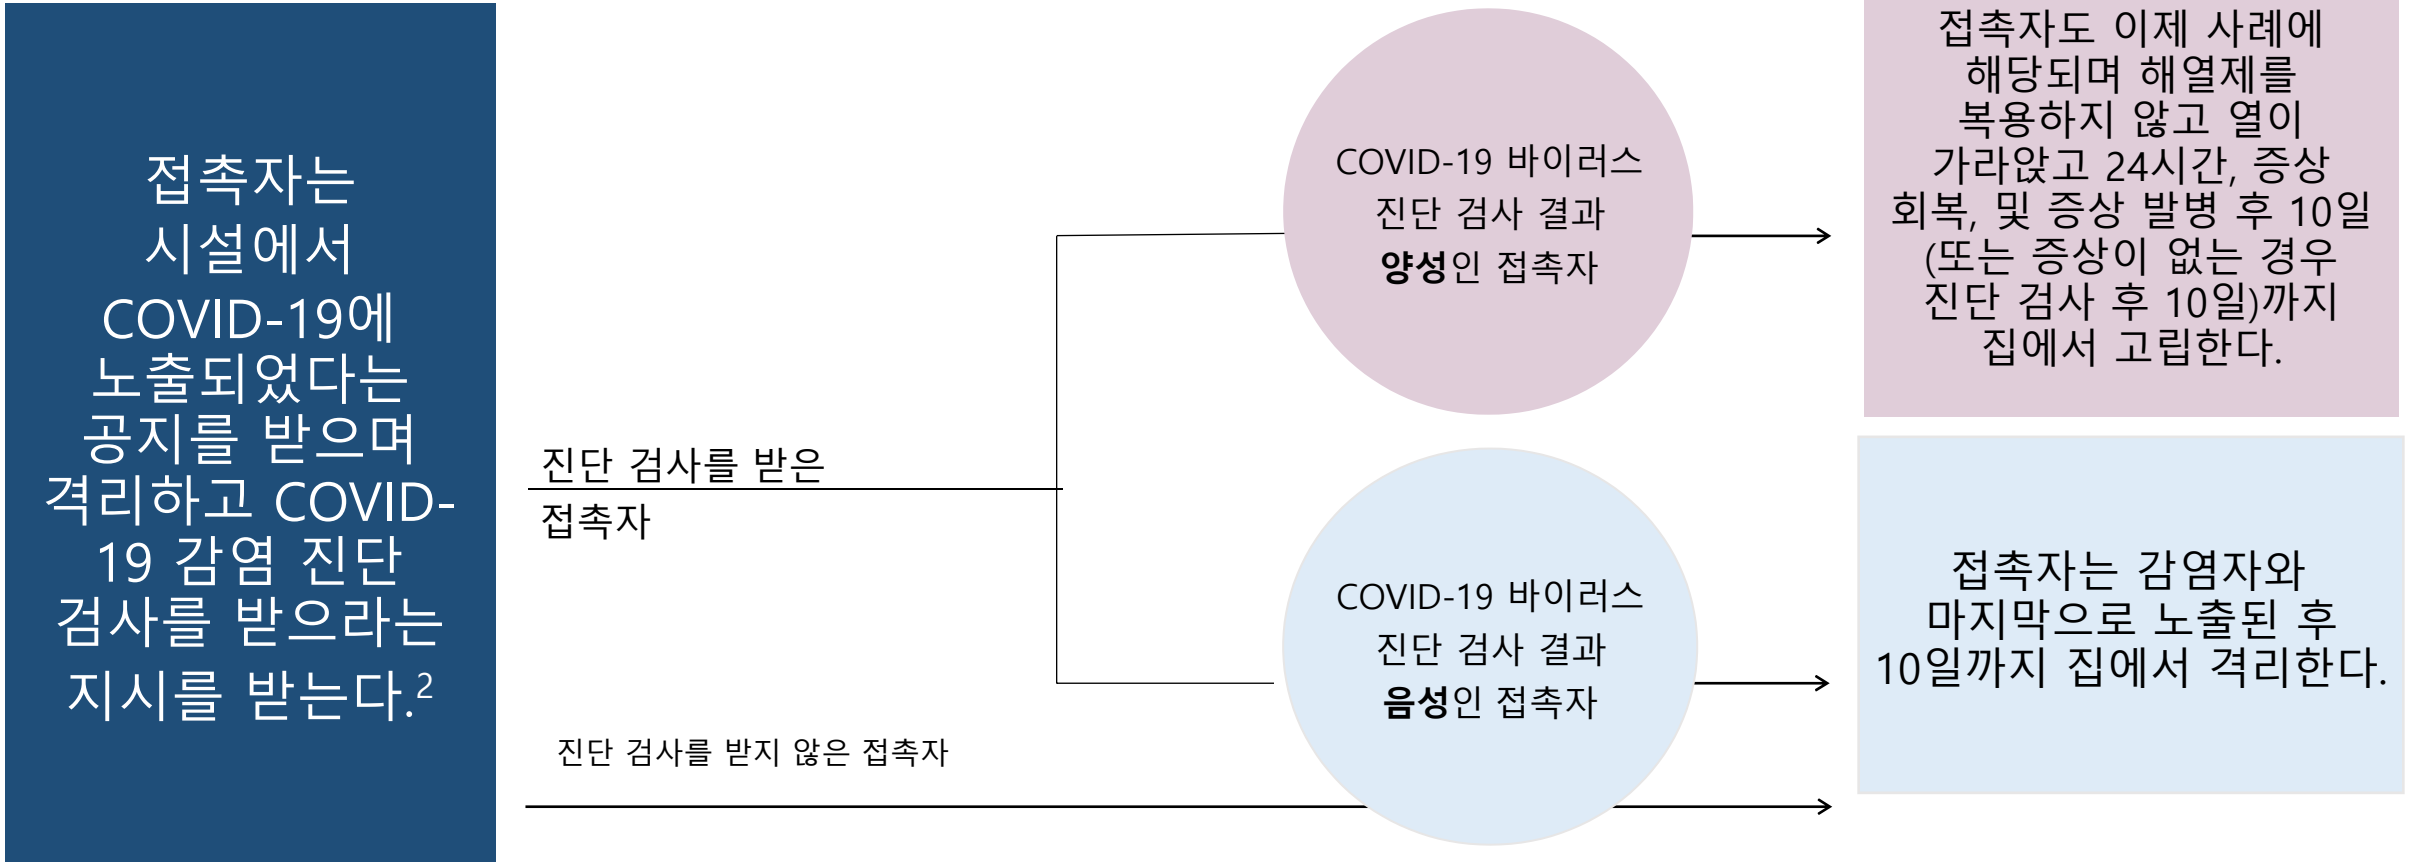 접촉자는
시설에서
COVID-19에
노출되었다는
공지를 받으며
격리하고 COVID-
19 감염 진단
검사를 받으라는
지시를 받는다.2
진단 검사를 받은
접촉자
진단 검사를 받지 않은 접촉자
COVID-19 바이러스
진단 검사 결과
양성인 접촉자
COVID-19 바이러스
진단 검사 결과
음성인 접촉자
접촉자도 이제 사례에
해당되며 해열제를
복용하지 않고 열이
가라앉고 24시간, 증상
회복, 및 증상 발병 후 10일
(또는 증상이 없는 경우
진단 검사 후 10일)까지
집에서 고립한다.
접촉자는 감염자와
마지막으로 노출된 후
10일까지 집에서 격리한다.